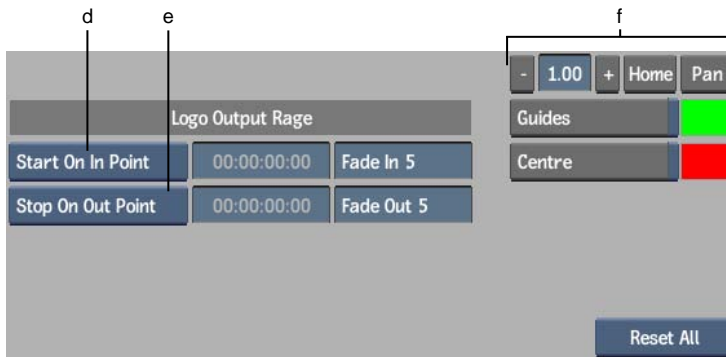 d e f
- 1.00 + Home Pan
Logo Output Rage Guides
Start On In Point 00:00:00:00 Fade In 5 Centre
Stop On Out Point 00:00:00:00 Fade Out 5
Reset All